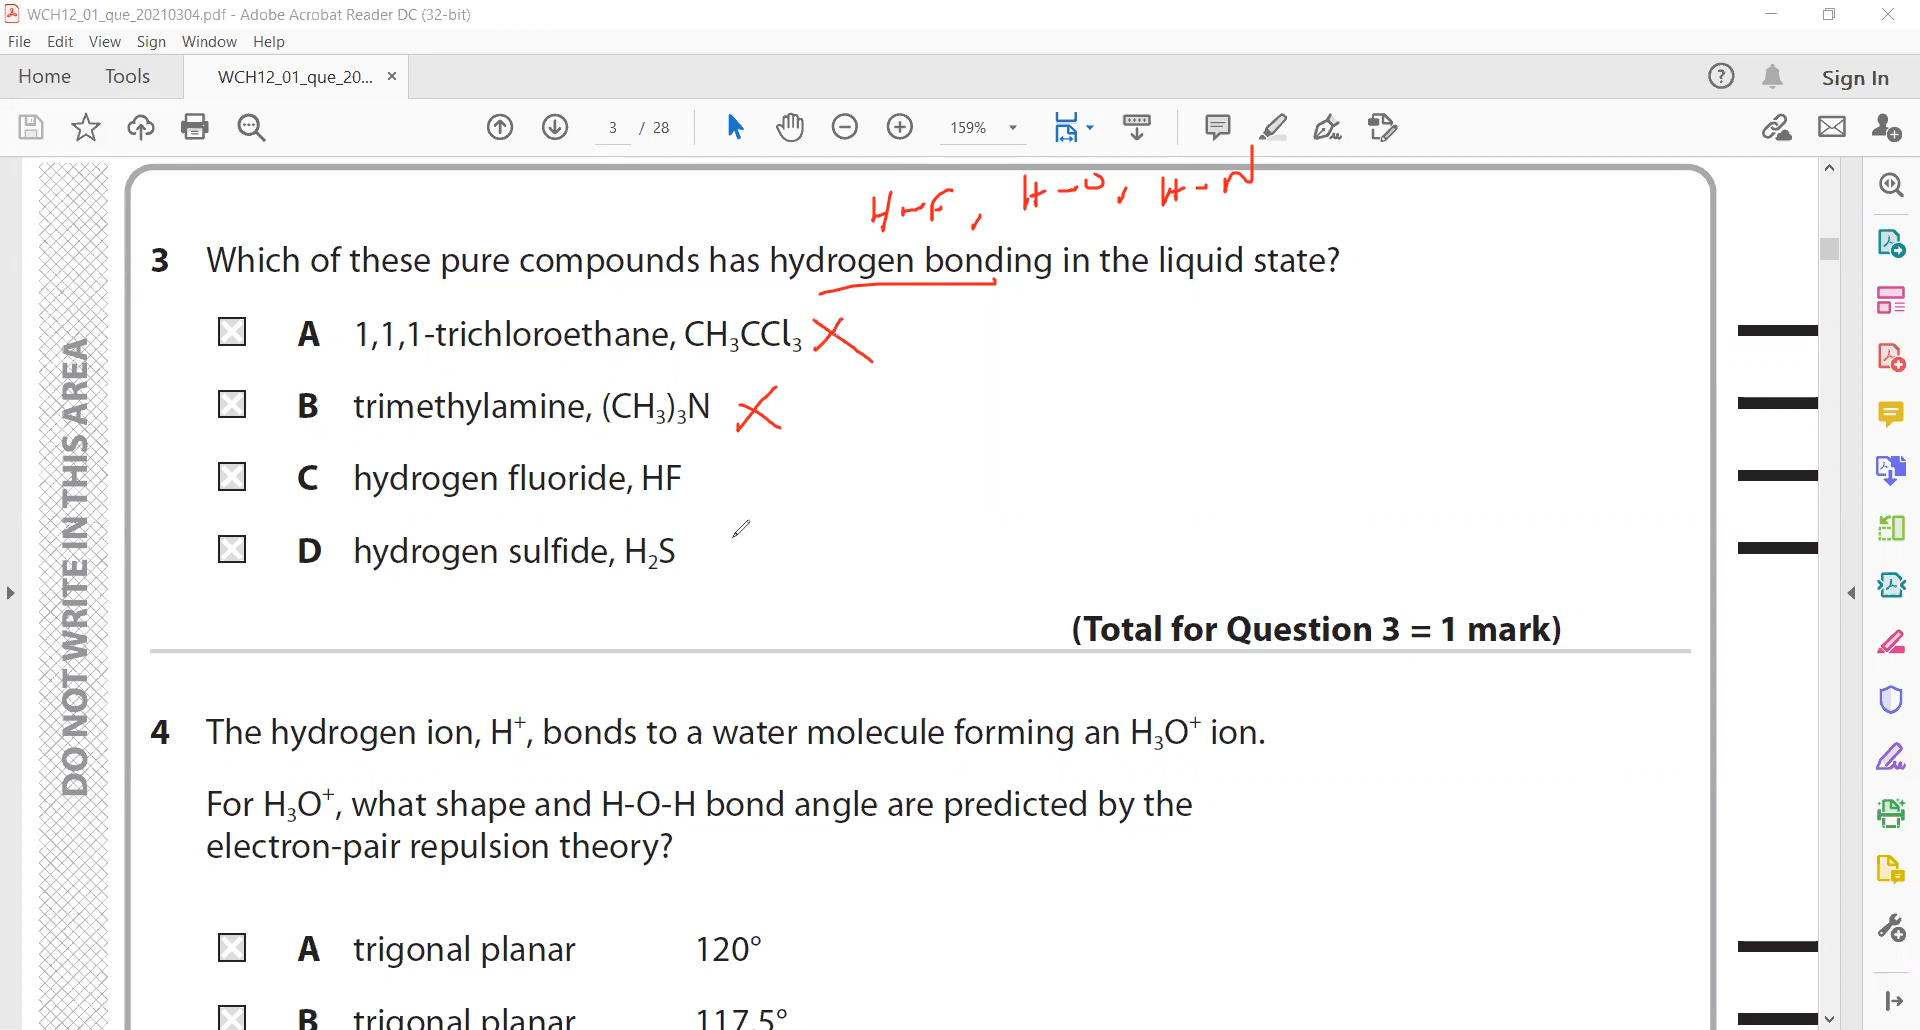 WCH12_01_que_20210304.pdf - Adobe Acrobat Reader DC (32-bit)
File Edit View Sign Window Help
Home Tools WCH12_01_que_20... × Sign In
3 / 28 159%
H-F, H-O, H-N
3 Which of these pure compounds has hydrogen bonding in the liquid state?
A 1,1,1-trichloroethane, CH₃CCl₃
B trimethylamine, (CH₃)₃N
C hydrogen fluoride, HF
D hydrogen sulfide, H₂S
(Total for Question 3 = 1 mark)
4 The hydrogen ion, H⁺, bonds to a water molecule forming an H₃O⁺ ion.
For H₃O⁺, what shape and H-O-H bond angle are predicted by the
electron-pair repulsion theory?
A trigonal planar 120°
B trigonal planar 117.5°
DO NOT WRITE IN THIS AREA